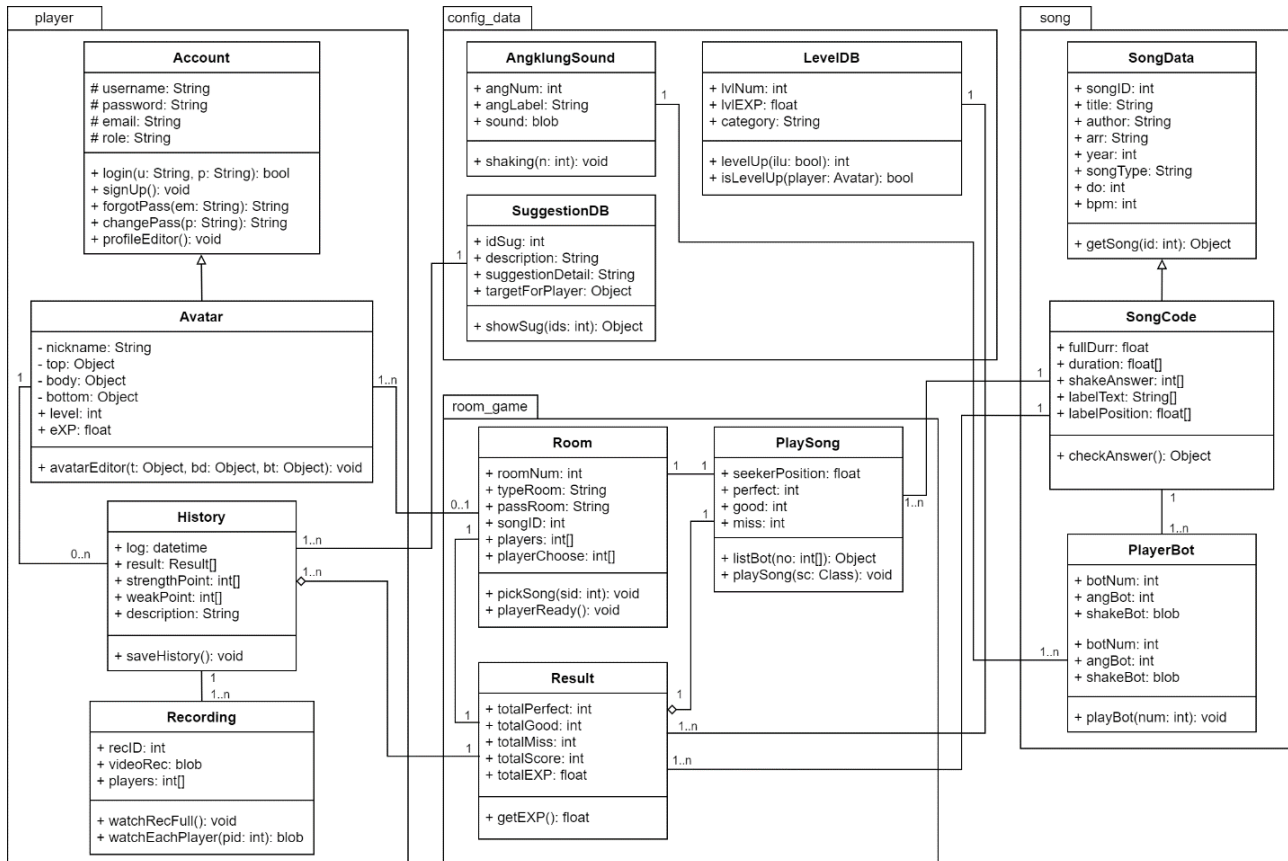 player
Account
# username: String
# password: String
# email: String
# role: String
+ login(u: String, p: String): bool
+ signUp(): void
+ forgotPass(em: String): String
+ changePass(p: String): String
+ profileEditor(): void
Avatar
- nickname: String
- top: Object
- body: Object
- bottom: Object
+ level: int
+ eXP: float
+ avatarEditor(t: Object, bd: Object, bt: Object): void
1
1..n
History
+ log: datetime
+ result: Result[]
+ strengthPoint: int[]
+ weakPoint: int[]
+ description: String
+ saveHistory(): void
0..n
1..n
1..n
1
1..n
Recording
+ recID: int
+ videoRec: blob
+ players: int[]
+ watchRecFull(): void
+ watchEachPlayer(pid: int): blob
config_data
AngklungSound
+ angNum: int
+ angLabel: String
+ sound: blob
+ shaking(n: int): void
1
LevelDB
+ lvlNum: int
+ lvlEXP: float
+ category: String
+ levelUp(ilu: bool): int
+ isLevelUp(player: Avatar): bool
1
SuggestionDB
+ idSug: int
+ description: String
+ suggestionDetail: String
+ targetForPlayer: Object
+ showSug(ids: int): Object
1
room_game
Room
+ roomNum: int
+ typeRoom: String
+ passRoom: String
+ songID: int
+ players: int[]
+ playerChoose: int[]
+ pickSong(sid: int): void
+ playerReady(): void
0..1
1
1
1
PlaySong
+ seekerPosition: float
+ perfect: int
+ good: int
+ miss: int
+ listBot(no: int[]): Object
+ playSong(sc: Class): void
1
1..n
Result
+ totalPerfect: int
+ totalGood: int
+ totalMiss: int
+ totalScore: int
+ totalEXP: float
+ getEXP(): float
1
1
1
1..n
1..n
song
SongData
+ songID: int
+ title: String
+ author: String
+ arr: String
+ year: int
+ songType: String
+ do: int
+ bpm: int
+ getSong(id: int): Object
SongCode
+ fullDurr: float
+ duration: float[]
+ shakeAnswer: int[]
+ labelText: String[]
+ labelPosition: float[]
+ checkAnswer(): Object
1
1
1
1..n
PlayerBot
+ botNum: int
+ angBot: int
+ shakeBot: blob
+ botNum: int
+ angBot: int
+ shakeBot: blob
+ playBot(num: int): void
1..n